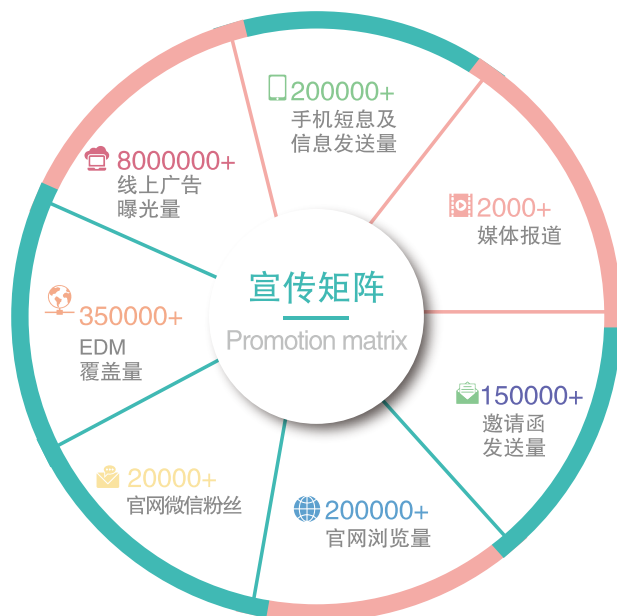 200000+
手机短息及
信息发送量
8000000+
线上广告
曝光量
2000+
媒体报道
宣传矩阵
Promotion matrix
350000+
EDM
覆盖量
150000+
邀请函
发送量
20000+
官网微信粉丝
200000+
官网浏览量